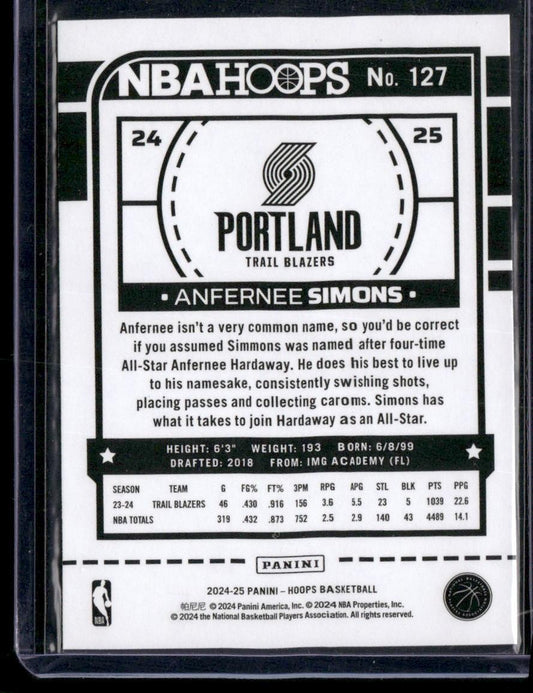 NBA HOOPS No. 127
24 25
PORTLAND
TRAIL BLAZERS
• ANFERNEE SIMONS •
Anfernee isn't a very common name, so you'd be correct
if you assumed Simmons was named after four-time
All-Star Anfernee Hardaway. He does his best to live up
to his namesake, consistently swishing shots,
placing passes and collecting caroms. Simons has
what it takes to join Hardaway as an All-Star.
HEIGHT: 6'3" WEIGHT: 193 BORN: 6/8/99
DRAFTED: 2018 FROM: IMG ACADEMY (FL)
SEASON TEAM G FG% FT% 3PM RPG APG STL BLK PTS PPG
23-24 TRAIL BLAZERS 46 .430 .916 156 3.6 5.5 23 5 1039 22.6
NBA TOTALS 319 .432 .873 752 2.5 2.9 140 43 4489 14.1
PANINI
2024-25 PANINI – HOOPS BASKETBALL
帕尼尼 © 2024 Panini America, Inc. © 2024 NBA Properties, Inc.
© 2024 the National Basketball Players Association. All rights reserved.
NBA